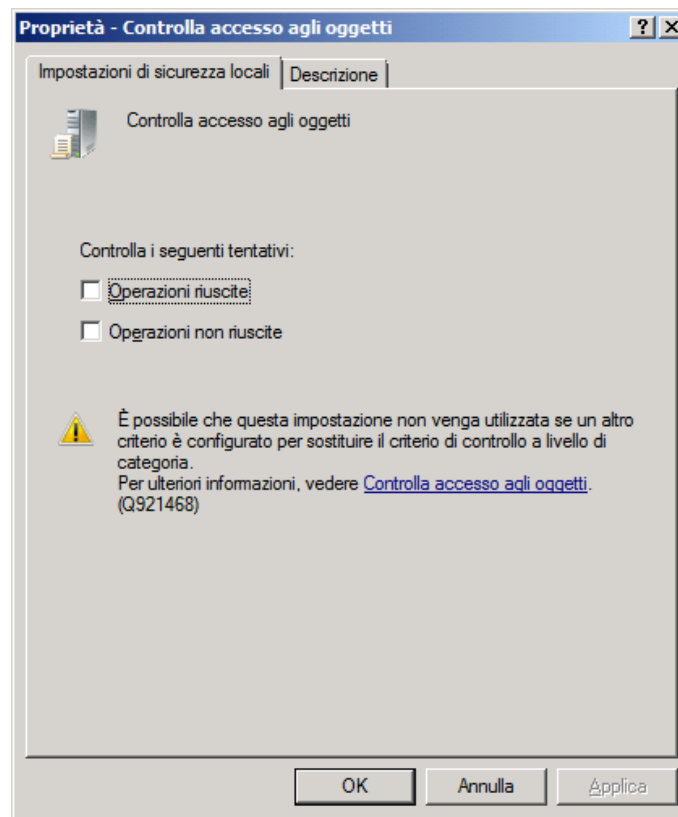 Proprietà - Controlla accesso agli oggetti
Impostazioni di sicurezza locali
Descrizione
Controlla accesso agli oggetti
Controlla i seguenti tentativi:
Operazioni riuscite
Operazioni non riuscite
È possibile che questa impostazione non venga utilizzata se un altro
criterio è configurato per sostituire il criterio di controllo a livello di
categoria.
Per ulteriori informazioni, vedere Controlla accesso agli oggetti.
(Q921468)
OK
Annulla
Applica